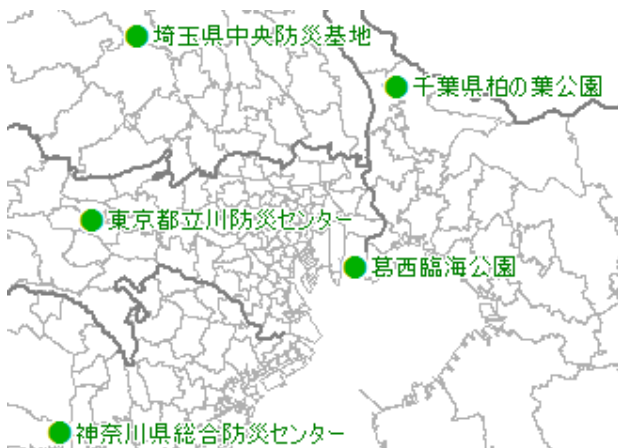 埼玉県中央防災基地
千葉県柏の葉公園
東京都立川防災センター
葛西臨海公園
神奈川県総合防災センター